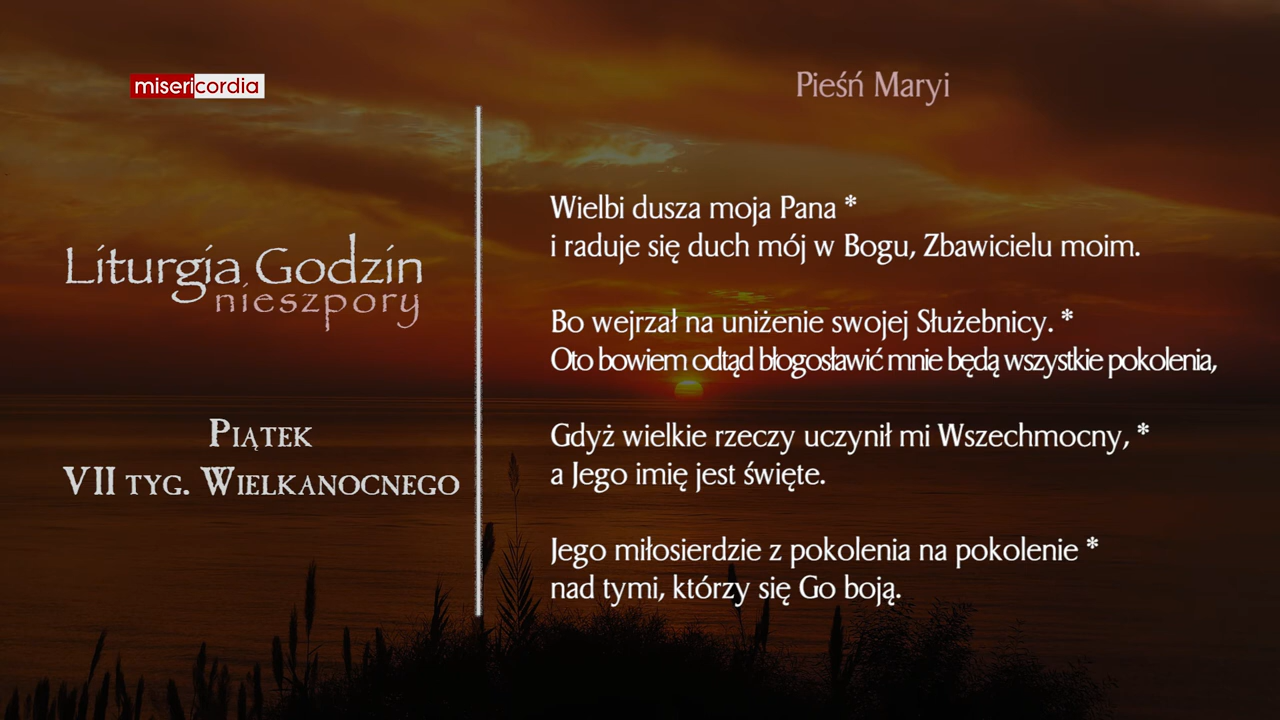 misericordia
Liturgia Godzin
nieszpory
Piątek
VII tyg. Wielkanocnego
Pieśń Maryi
Wielbi dusza moja Pana *
i raduje się duch mój w Bogu, Zbawicielu moim.
Bo wejrzał na uniżenie swojej Służebnicy. *
Oto bowiem odtąd błogosławić mnie będą wszystkie pokolenia,
Gdyż wielkie rzeczy uczynił mi Wszechmocny, *
a Jego imię jest święte.
Jego miłosierdzie z pokolenia na pokolenie *
nad tymi, którzy się Go boją.